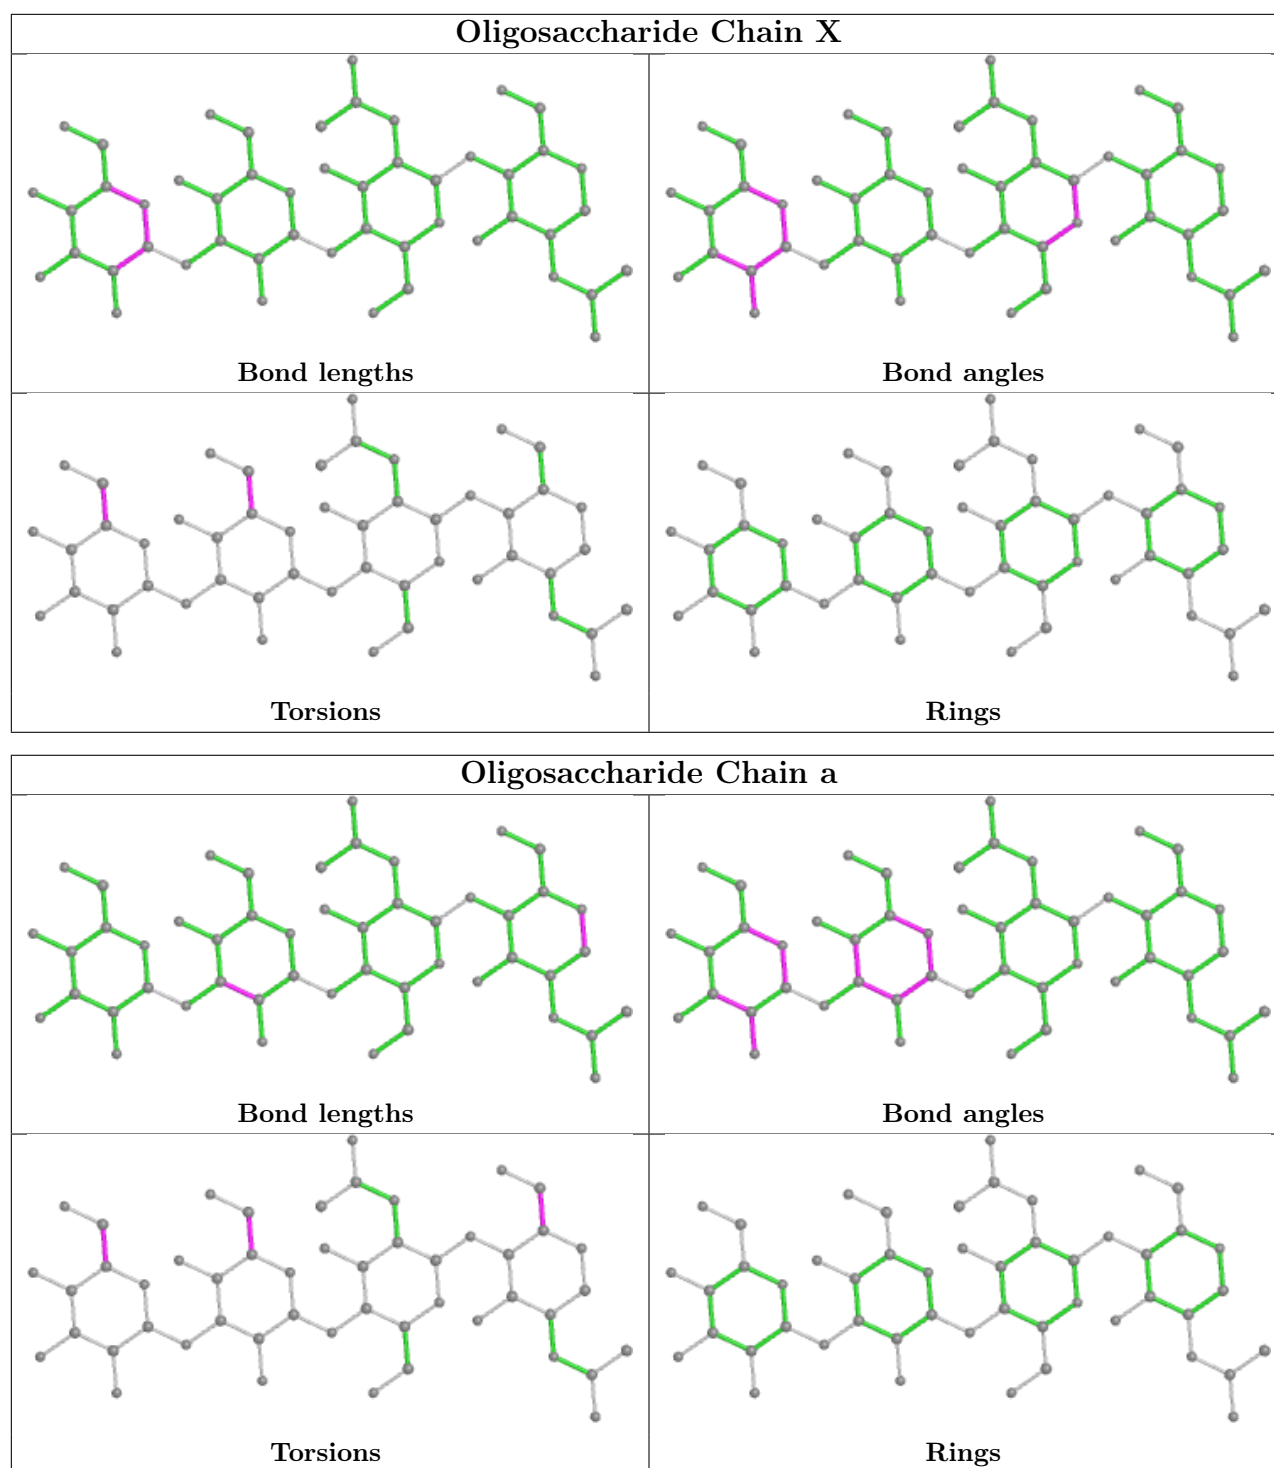 Oligosaccharide Chain X
Bond lengths
Bond angles
Torsions
Rings
Oligosaccharide Chain a
Bond lengths
Bond angles
Torsions
Rings